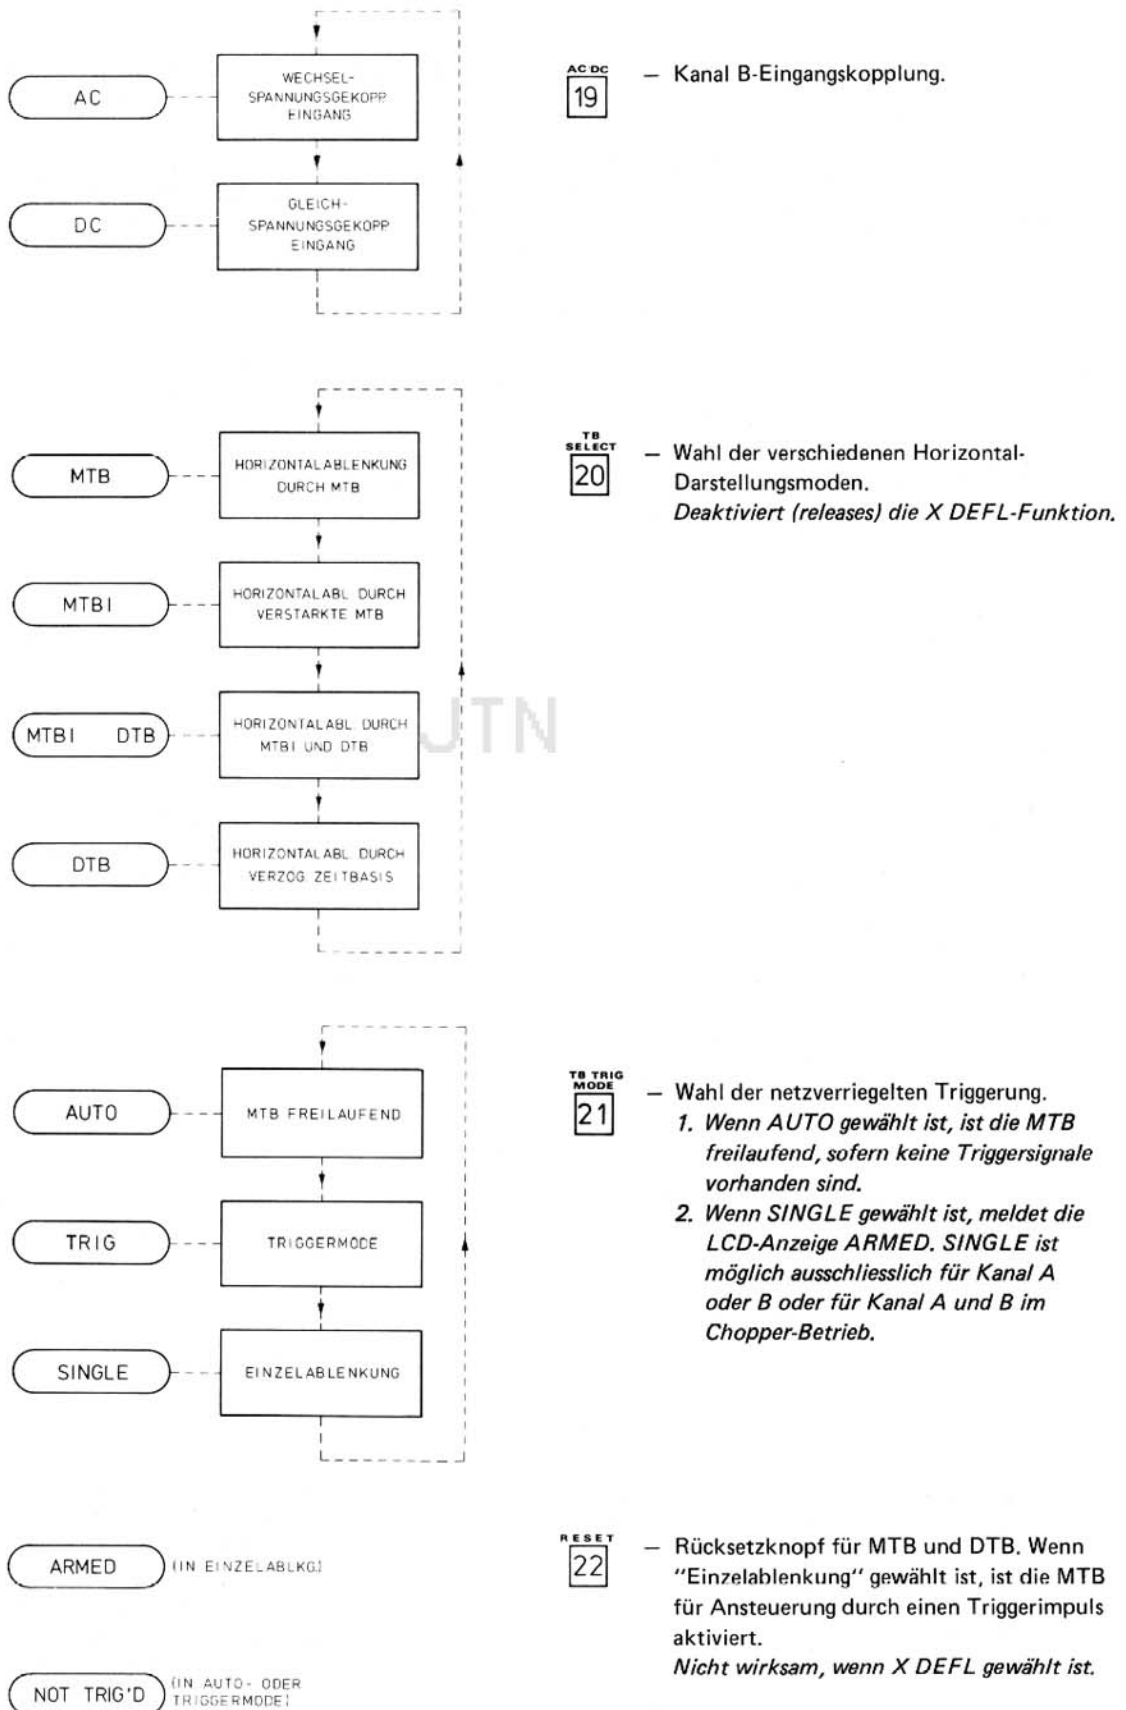 AC
WECHSEL-
SPANNUNGSGEKOPP
EINGANG
DC
GLEICH-
SPANNUNGSGEKOPP
EINGANG
AC DC
19
— Kanal B-Eingangskopplung.
MTB
HORIZONTALABLENKUNG
DURCH MTB
MTBI
HORIZONTALABL DURCH
VERSTARKTE MTB
MTBI DTB
HORIZONTALABL. DURCH
MTBI UND DTB
DTB
HORIZONTALABL. DURCH
VERZOG. ZEITBASIS
TB
SELECT
20
— Wahl der verschiedenen Horizontal-
Darstellungsmoden.
Deaktiviert (releases) die X DEFL-Funktion.
JTN
AUTO
MTB FREILAUFEND
TRIG
TRIGGERMODE
SINGLE
EINZELABLENKUNG
TB TRIG
MODE
21
— Wahl der netzverriegelten Triggerung.
1. Wenn AUTO gewählt ist, ist die MTB
freilaufend, sofern keine Triggersignale
vorhanden sind.
2. Wenn SINGLE gewählt ist, meldet die
LCD-Anzeige ARMED. SINGLE ist
möglich ausschliesslich für Kanal A
oder B oder für Kanal A und B im
Chopper-Betrieb.
ARMED
(IN EINZELABLKG.)
NOT TRIG'D
(IN AUTO- ODER
TRIGGERMODE)
RESET
22
— Rücksetzknopf für MTB und DTB. Wenn
"Einzelablenkung" gewählt ist, ist die MTB
für Ansteuerung durch einen Triggerimpuls
aktiviert.
Nicht wirksam, wenn X DEFL gewählt ist.